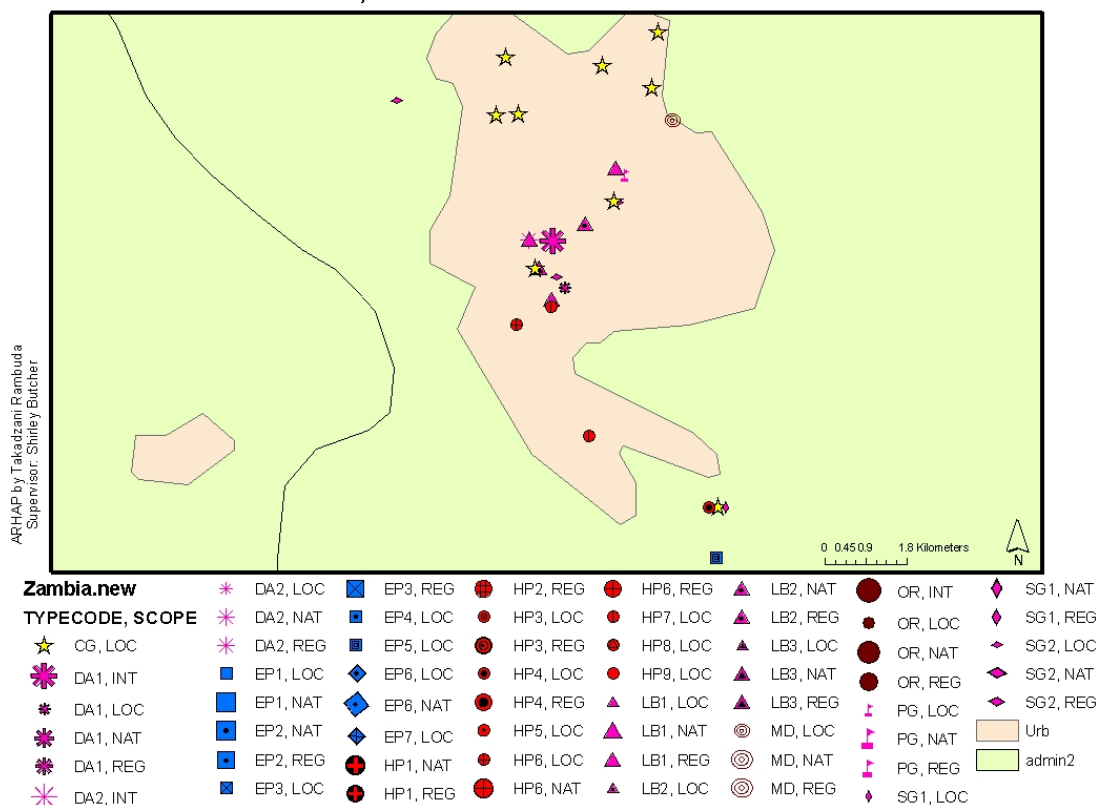 ARHAP by Takadzani Rambuda
Supervisor: Shirley Butcher
0 0.45 0.9 1.8 Kilometers
N
Zambia.new
TYPECODE, SCOPE
CG, LOC
DA1, INT
DA1, LOC
DA1, NAT
DA1, REG
DA2, INT
DA2, LOC
DA2, NAT
DA2, REG
EP1, LOC
EP1, NAT
EP2, NAT
EP2, REG
EP3, LOC
EP3, REG
EP4, LOC
EP5, LOC
EP6, LOC
EP6, NAT
EP7, LOC
HP1, NAT
HP1, REG
HP2, REG
HP3, LOC
HP3, REG
HP4, LOC
HP4, REG
HP5, LOC
HP6, LOC
HP6, NAT
HP6, REG
HP7, LOC
HP8, LOC
HP9, LOC
LB1, LOC
LB1, NAT
LB1, REG
LB2, LOC
LB2, NAT
LB2, REG
LB3, LOC
LB3, NAT
LB3, REG
MD, LOC
MD, NAT
MD, REG
OR, INT
OR, LOC
OR, NAT
OR, REG
PG, LOC
PG, NAT
PG, REG
SG1, LOC
SG1, NAT
SG1, REG
SG2, LOC
SG2, NAT
SG2, REG
Urb
admin2